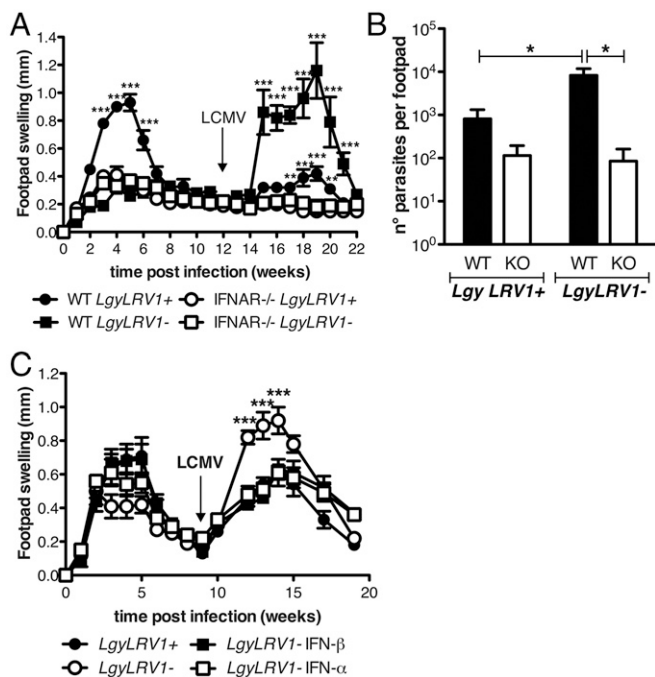 A
Footpad swelling (mm)
1.4
1.2
1.0
0.8
0.6
0.4
0.2
0.0
***
***
***
***
LCMV
***
***
***
***
***
***
***
**
***
***
**
0 2 4 6 8 10 12 14 16 18 20 22
time post infection (weeks)
WT LgyLRV1+ IFNAR-/- LgyLRV1+
WT LgyLRV1- IFNAR-/- LgyLRV1-
B
n° parasites per footpad
10⁵
10⁴
10³
10²
10¹
10⁰
* *
WT KO WT KO
Lgy LRV1+ LgyLRV1-
C
Footpad swelling (mm)
1.0
0.8
0.6
0.4
0.2
0.0
LCMV
***
***
***
0 5 10 15 20
time post infection (weeks)
LgyLRV1+ LgyLRV1- IFN-β
LgyLRV1- LgyLRV1- IFN-α